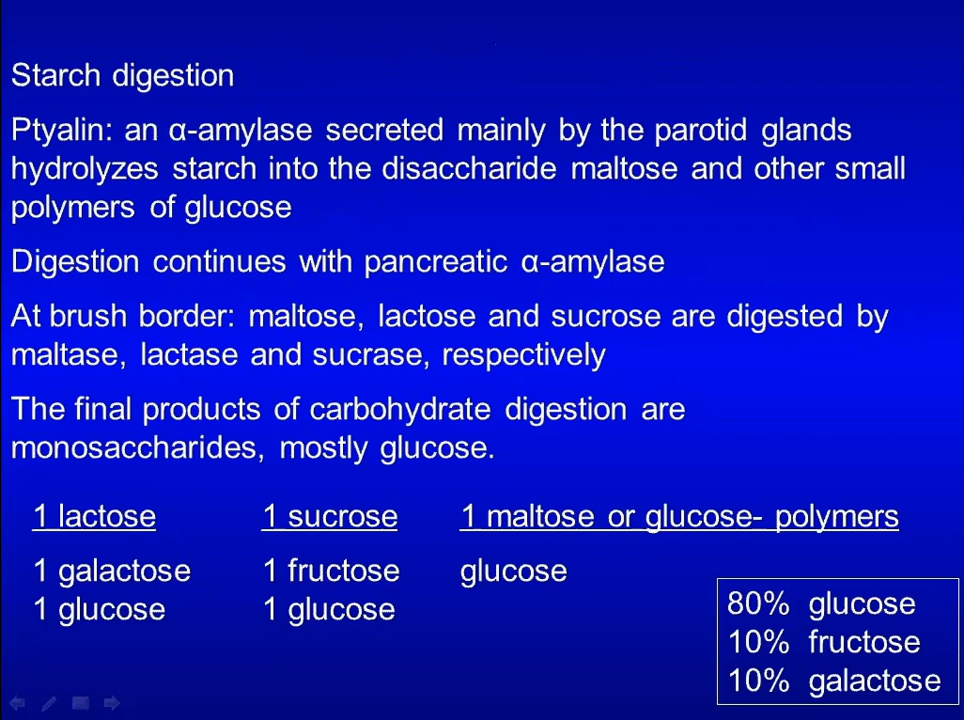 Starch digestion
Ptyalin: an α-amylase secreted mainly by the parotid glands
hydrolyzes starch into the disaccharide maltose and other small
polymers of glucose
Digestion continues with pancreatic α-amylase
At brush border: maltose, lactose and sucrose are digested by
maltase, lactase and sucrase, respectively
The final products of carbohydrate digestion are
monosaccharides, mostly glucose.
1 lactose 1 sucrose 1 maltose or glucose- polymers
1 galactose 1 fructose glucose
1 glucose 1 glucose
80% glucose
10% fructose
10% galactose